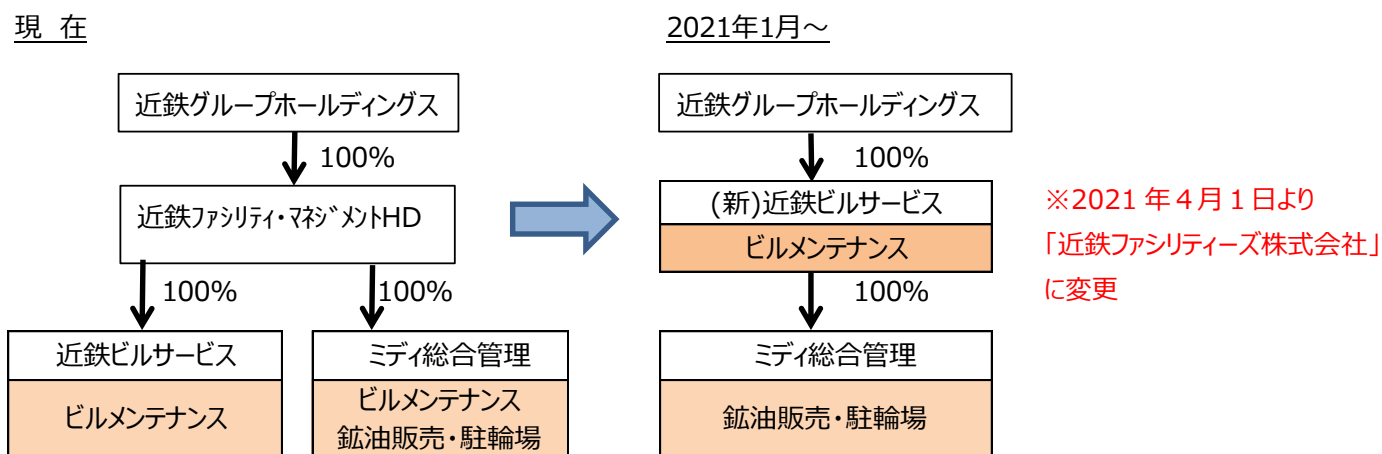 現 在
近鉄グループホールディングス
100%
近鉄ﾌｧｼﾘﾃｨ・ﾏﾈｼﾞﾒﾝﾄHD
100%
100%
近鉄ビルサービス
ビルメンテナンス
ミディ総合管理
ビルメンテナンス
鉱油販売・駐輪場
2021年1月～
近鉄グループホールディングス
100%
(新)近鉄ビルサービス
ビルメンテナンス
100%
ミディ総合管理
鉱油販売・駐輪場
※2021 年４月１日より
「近鉄ファシリティーズ株式会社」
に変更